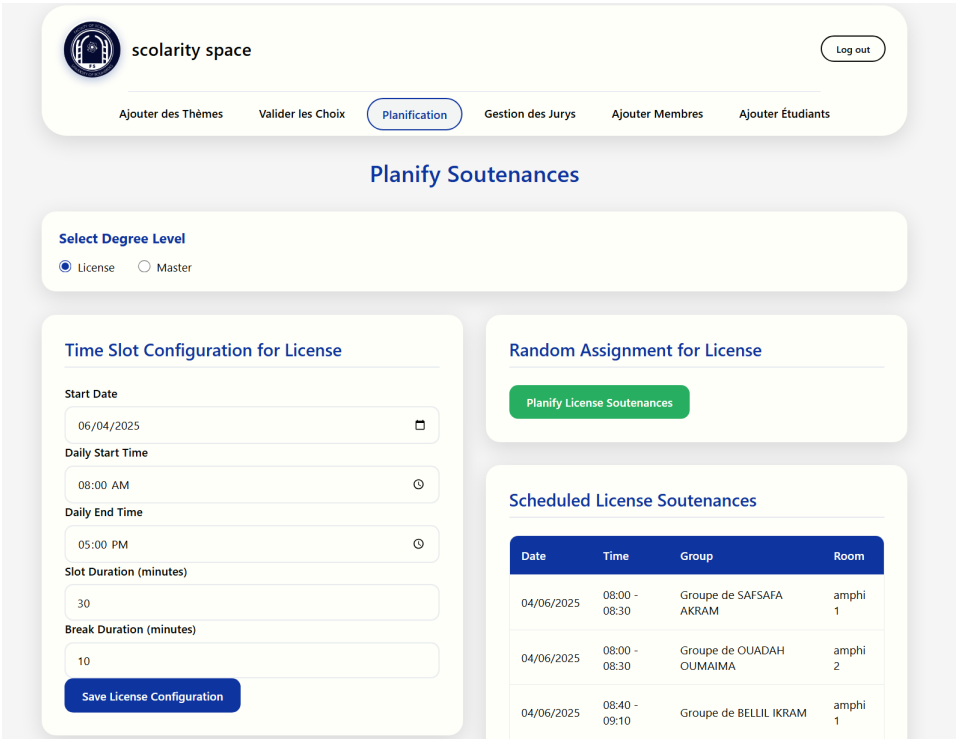 scolarity space
Log out
Ajouter des Thèmes Valider les Choix Planification Gestion des Jurys Ajouter Membres Ajouter Étudiants
Planify Soutenances
Select Degree Level
License Master
Time Slot Configuration for License
Start Date
06/04/2025
Daily Start Time
08:00 AM
Daily End Time
05:00 PM
Slot Duration (minutes)
30
Break Duration (minutes)
10
Save License Configuration
Random Assignment for License
Planify License Soutenances
Scheduled License Soutenances
Date Time Group Room
04/06/2025 08:00 - 08:30 Groupe de SAFSAFA AKRAM amphi 1
04/06/2025 08:00 - 08:30 Groupe de OUADAH OUMAIMA amphi 2
04/06/2025 08:40 - 09:10 Groupe de BELLIL IKRAM amphi 1